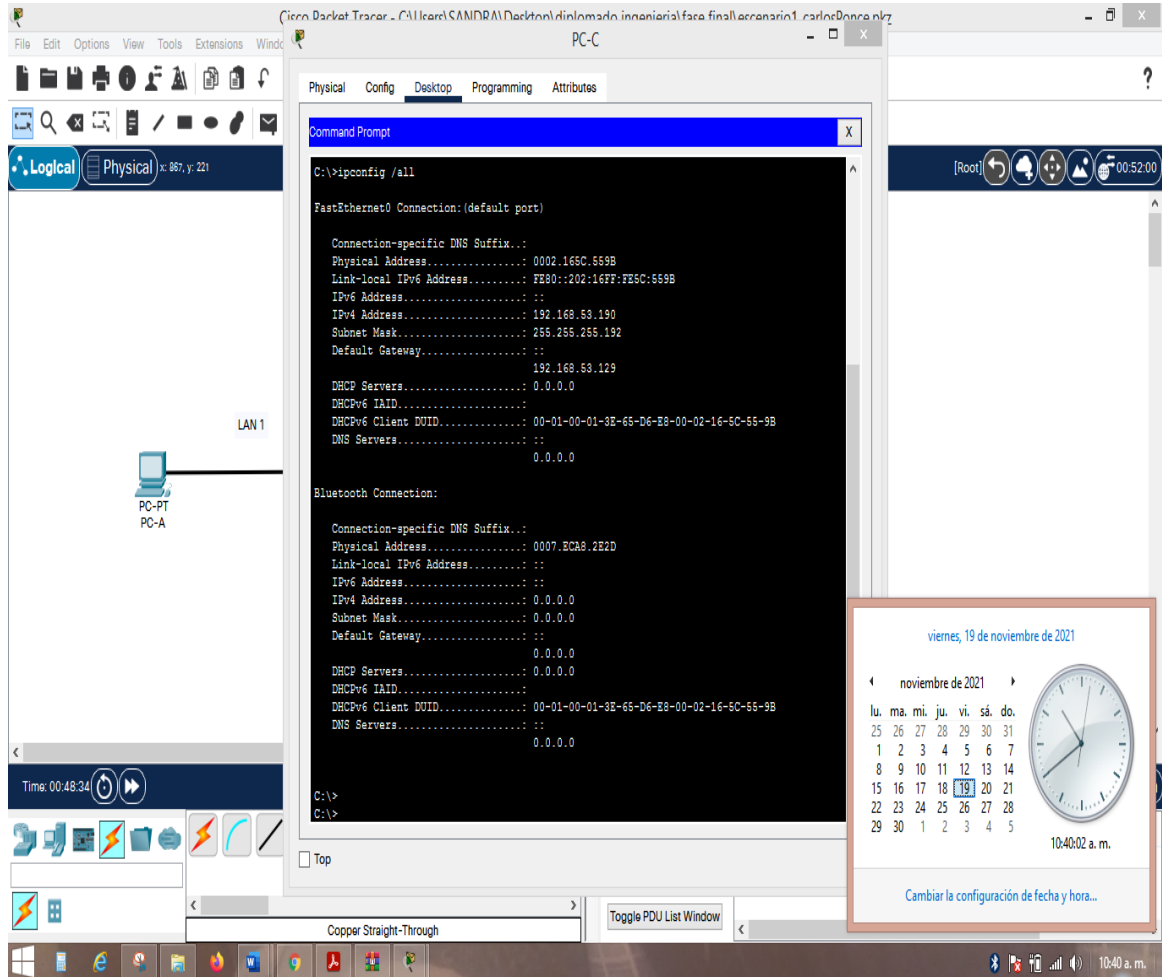 Cisco Packet Tracer - C:\Users\SANDRA\Desktop\diplomado ingenieria\fase final\escenario1_carlosPonce.pkz
File Edit Options View Tools Extensions Windo
PC-C
X
Physical Config Desktop Programming Attributes
?
Command Prompt
X
Logical Physical x: 867, y: 221
[Root] 00:52:00
C:\>ipconfig /all
FastEthernet0 Connection:(default port)
Connection-specific DNS Suffix..:
Physical Address................: 0002.165C.559B
Link-local IPv6 Address.........: FE80::202:16FF:FE5C:559B
IPv6 Address....................: ::
IPv4 Address....................: 192.168.53.190
Subnet Mask.....................: 255.255.255.192
Default Gateway.................: ::
192.168.53.129
DHCP Servers....................: 0.0.0.0
DHCPv6 IAID.....................:
DHCPv6 Client DUID..............: 00-01-00-01-3E-65-D6-E8-00-02-16-5C-55-9B
DNS Servers.....................: ::
0.0.0.0
Bluetooth Connection:
Connection-specific DNS Suffix..:
Physical Address................: 0007.ECA8.2E2D
Link-local IPv6 Address.........: ::
IPv6 Address....................: ::
IPv4 Address....................: 0.0.0.0
Subnet Mask.....................: 0.0.0.0
Default Gateway.................: ::
0.0.0.0
DHCP Servers....................: 0.0.0.0
DHCPv6 IAID.....................:
DHCPv6 Client DUID..............: 00-01-00-01-3E-65-D6-E8-00-02-16-5C-55-9B
DNS Servers.....................: ::
0.0.0.0
C:\>
C:\>
LAN 1
PC-PT
PC-A
Time: 00:48:34
Top
Copper Straight-Through
Toggle PDU List Window
viernes, 19 de noviembre de 2021
noviembre de 2021
lu. ma. mi. ju. vi. sá. do.
25 26 27 28 29 30 31
1 2 3 4 5 6 7
8 9 10 11 12 13 14
15 16 17 18 19 20 21
22 23 24 25 26 27 28
29 30 1 2 3 4 5
10:40:02 a. m.
Cambiar la configuración de fecha y hora...
10:40 a. m.